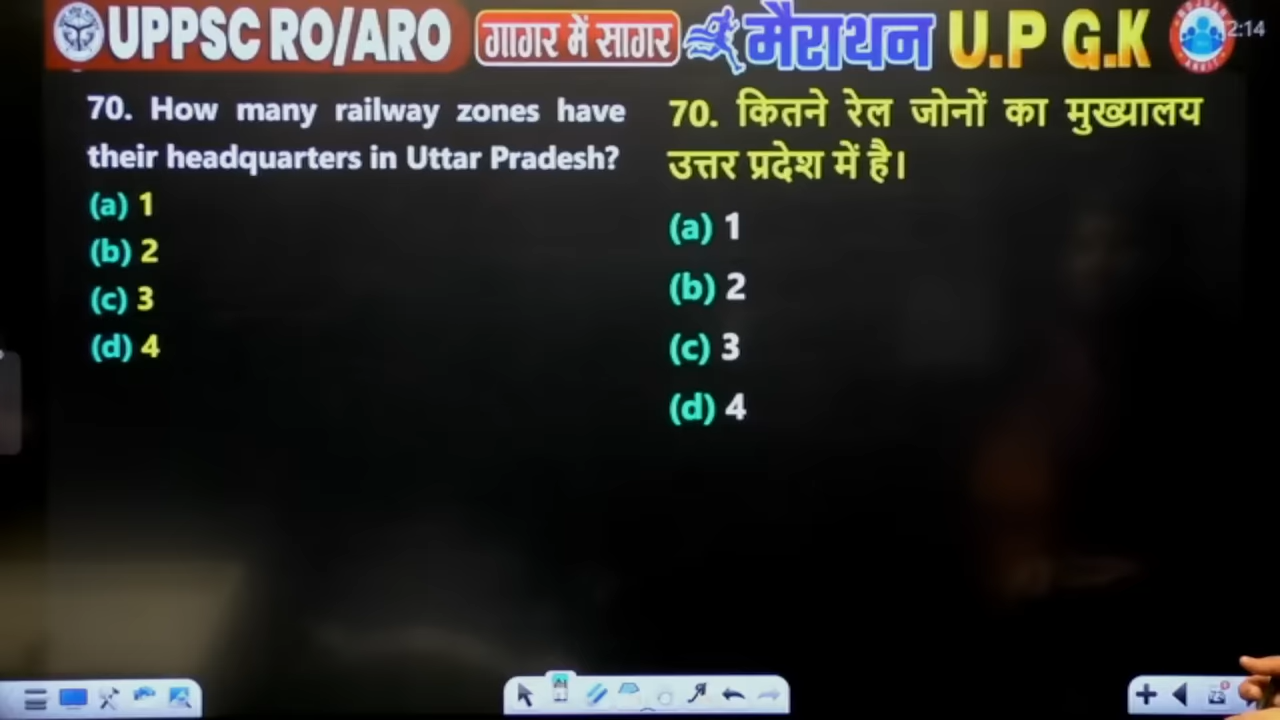 UPPSC RO/ARO गागर में सागर मैराथन U.P G.K
2:14
70. How many railway zones have
their headquarters in Uttar Pradesh?
(a) 1
(b) 2
(c) 3
(d) 4
70. कितने रेल जोनों का मुख्यालय
उत्तर प्रदेश में है।
(a) 1
(b) 2
(c) 3
(d) 4